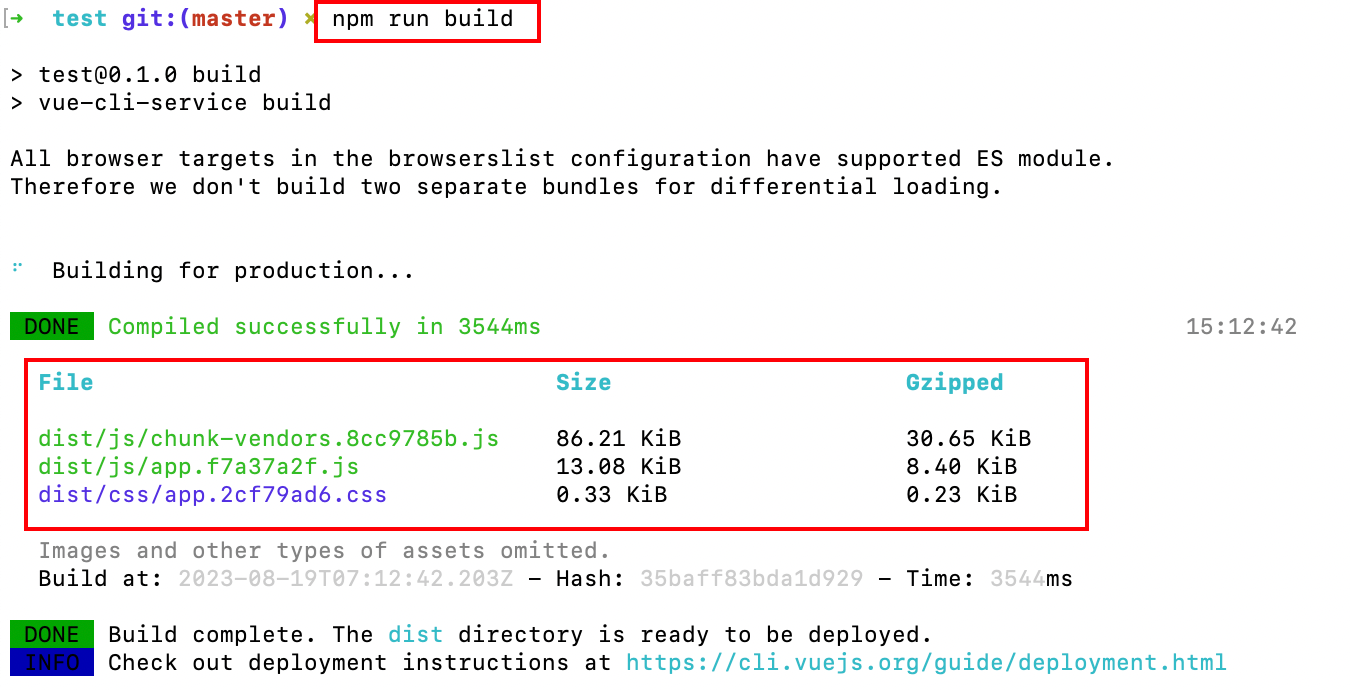 [➜ test git:(master) ✗ npm run build
> test@0.1.0 build
> vue-cli-service build
All browser targets in the browserslist configuration have supported ES module.
Therefore we don't build two separate bundles for differential loading.
⠋ Building for production...
DONE Compiled successfully in 3544ms 15:12:42
File Size Gzipped
dist/js/chunk-vendors.8cc9785b.js 86.21 KiB 30.65 KiB
dist/js/app.f7a37a2f.js 13.08 KiB 8.40 KiB
dist/css/app.2cf79ad6.css 0.33 KiB 0.23 KiB
Images and other types of assets omitted.
Build at: 2023-08-19T07:12:42.203Z - Hash: 35baff83bda1d929 - Time: 3544ms
DONE Build complete. The dist directory is ready to be deployed.
INFO Check out deployment instructions at https://cli.vuejs.org/guide/deployment.html